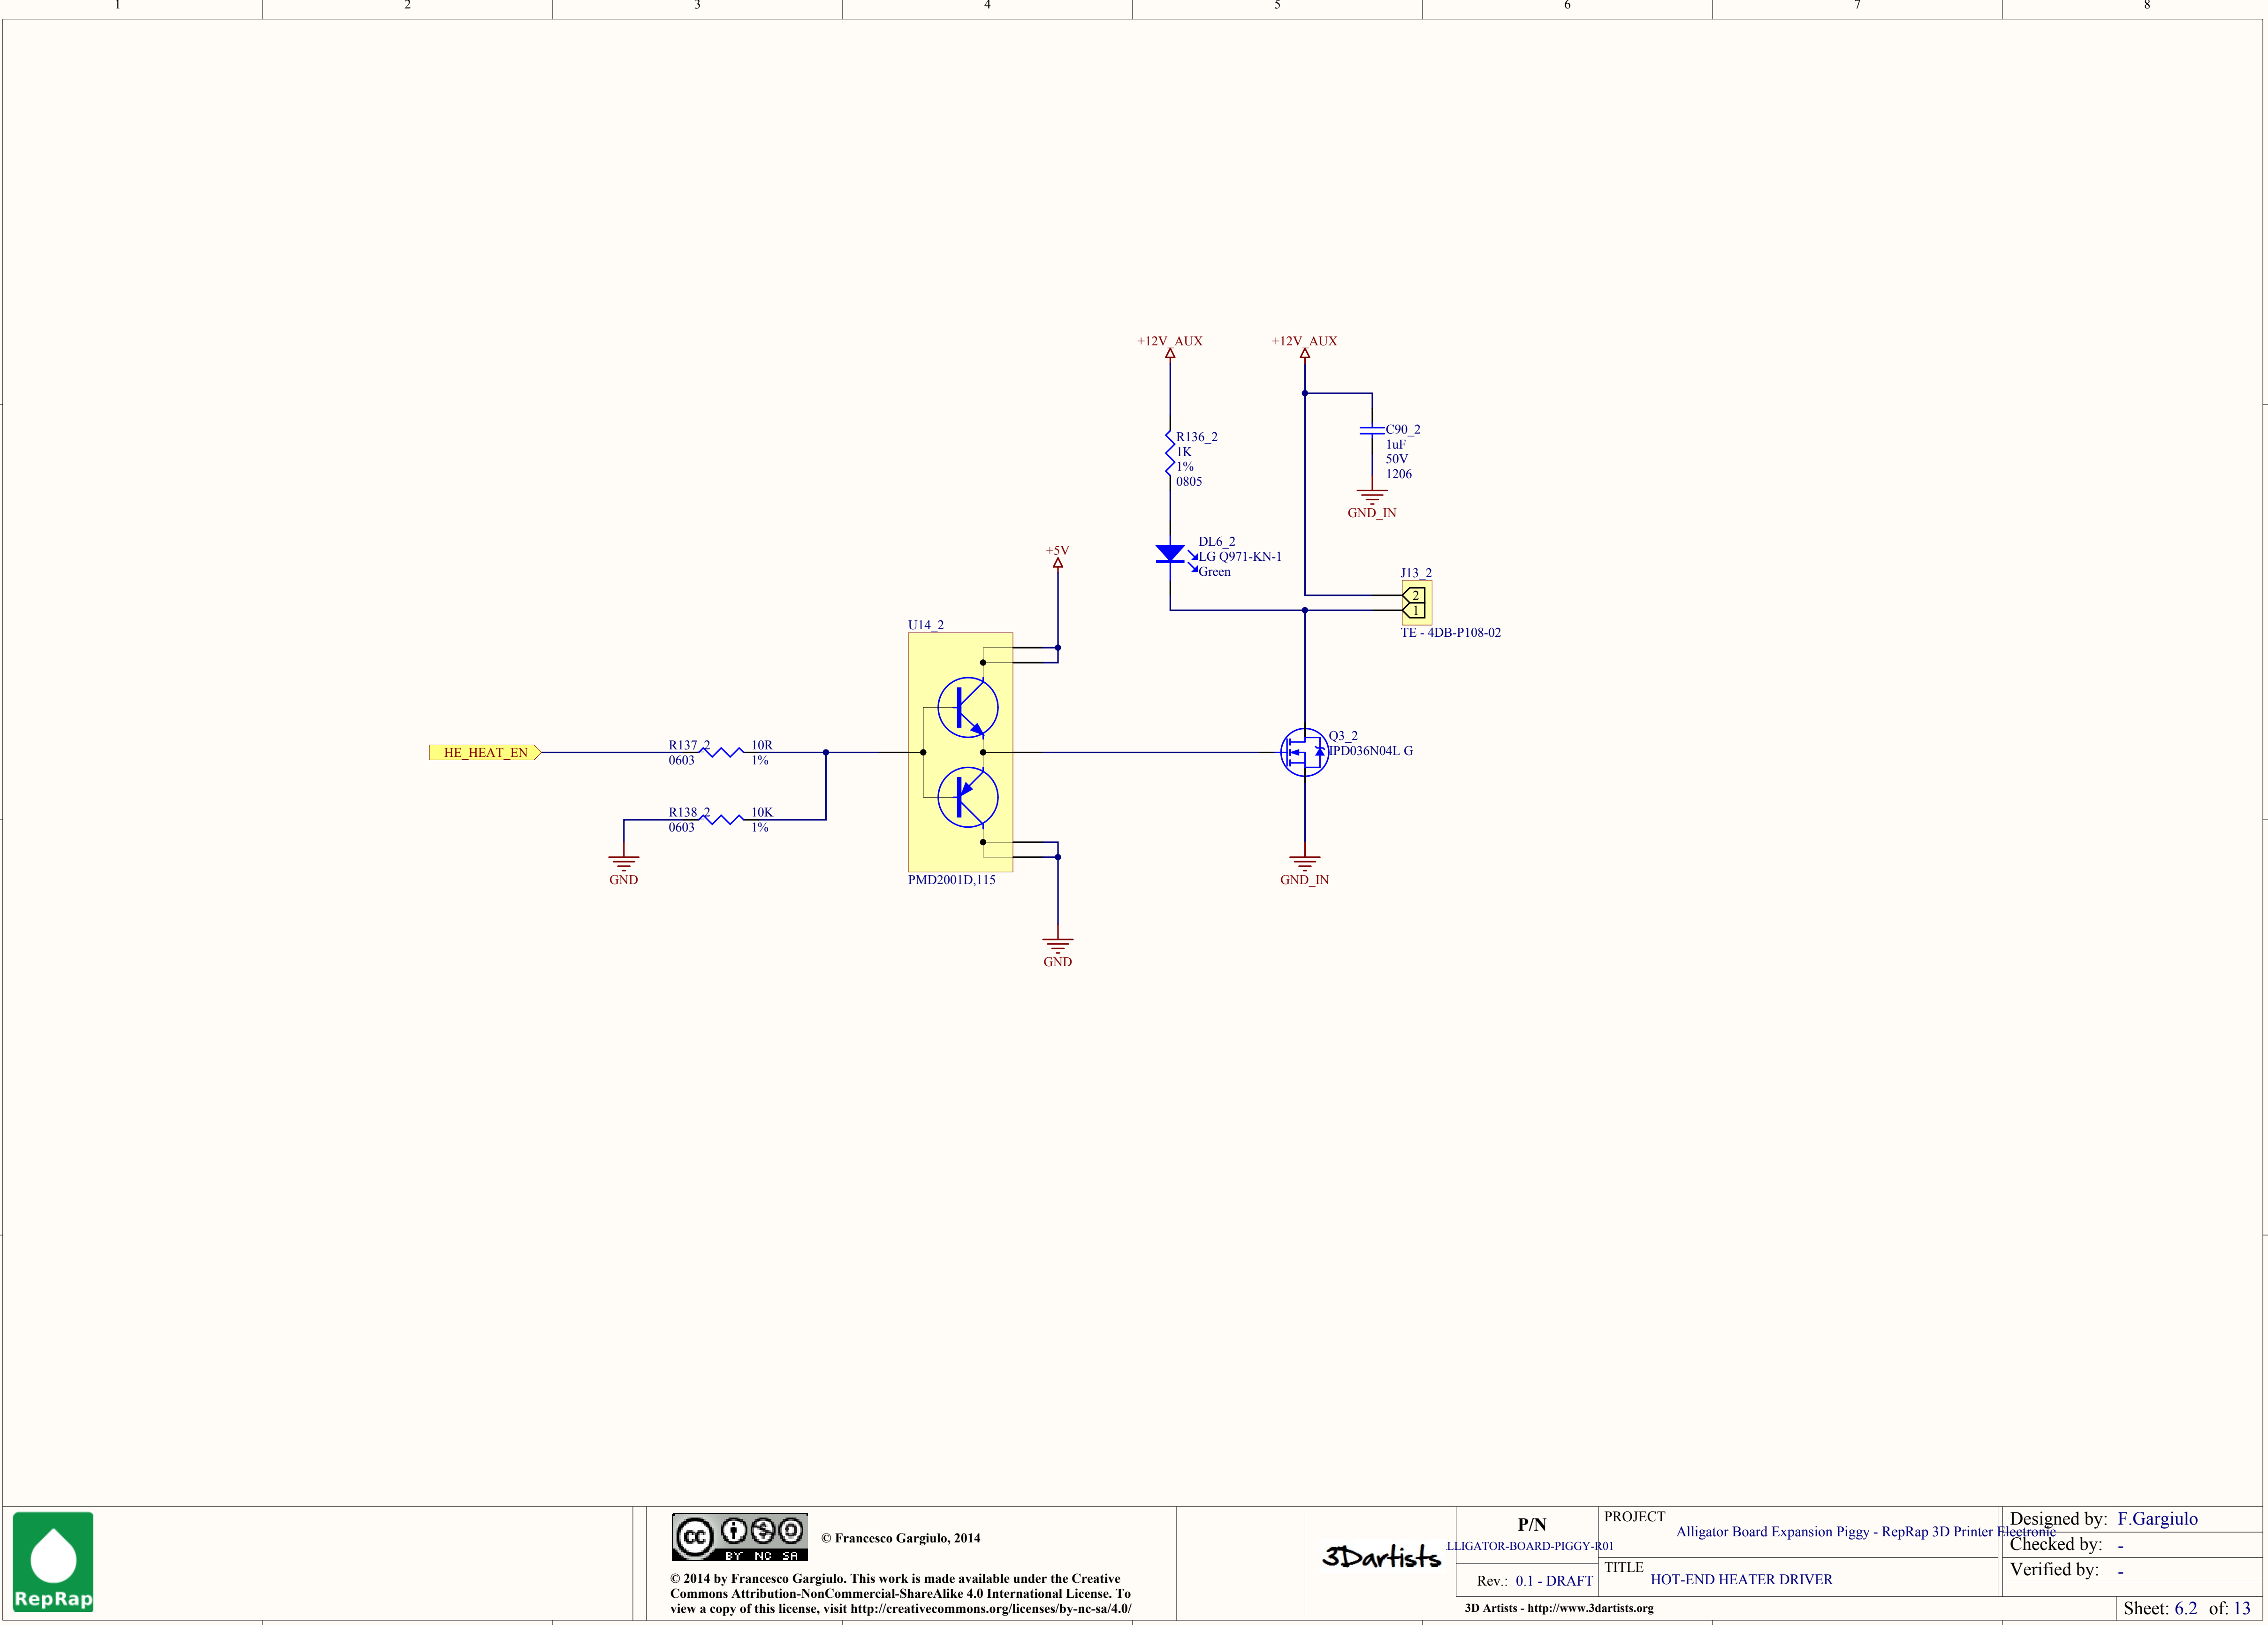 1 2 3 4 5 6 7 8
+12V_AUX
+12V_AUX
R136_2
1K
1%
0805
C90_2
1uF
50V
1206
GND_IN
DL6_2
LG Q971-KN-1
Green
+5V
J13_2
2
1
TE - 4DB-P108-02
U14_2
HE_HEAT_EN
R137_2 10R
0603 1%
R138_2 10K
0603 1%
GND
PMD2001D,115
GND
Q3_2
IPD036N04L G
GND_IN
RepRap
cc
BY NC SA
© Francesco Gargiulo, 2014
© 2014 by Francesco Gargiulo. This work is made available under the Creative
Commons Attribution-NonCommercial-ShareAlike 4.0 International License. To
view a copy of this license, visit http://creativecommons.org/licenses/by-nc-sa/4.0/
3Dartists
P/N
LLIGATOR-BOARD-PIGGY-R01
Rev.: 0.1 - DRAFT
3D Artists - http://www.3dartists.org
PROJECT
Alligator Board Expansion Piggy - RepRap 3D Printer Electronic
TITLE
HOT-END HEATER DRIVER
Designed by: F.Gargiulo
Checked by: -
Verified by: -
Sheet: 6.2 of: 13